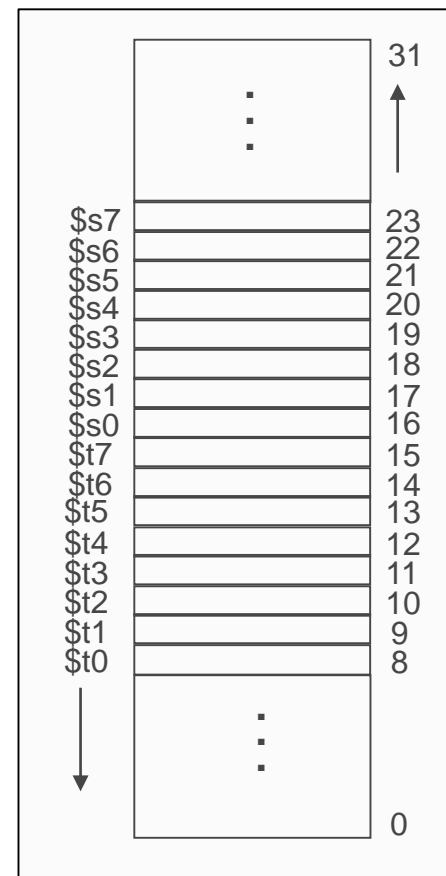 31
$s7 23
$s6 22
$s5 21
$s4 20
$s3 19
$s2 18
$s1 17
$s0 16
$t7 15
$t6 14
$t5 13
$t4 12
$t3 11
$t2 10
$t1 9
$t0 8
0